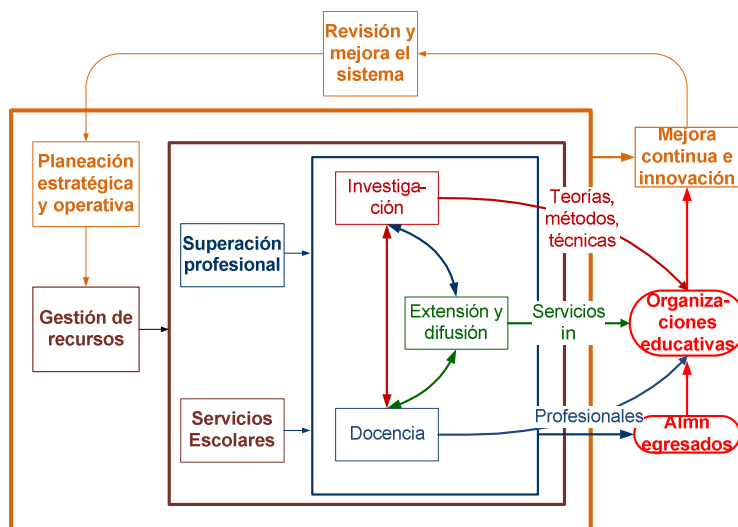 Revisión y
mejora el
sistema
Planeación
estratégica
y operativa
Mejora
continua e
innovación
Investiga-
ción
Teorías,
métodos,
técnicas
Superación
profesional
Gestión de
recursos
Extensión y
difusión
Servicios
in
Organiza-
ciones
educativas
Servicios
Escolares
Docencia
Profesionales
Almn
egresados